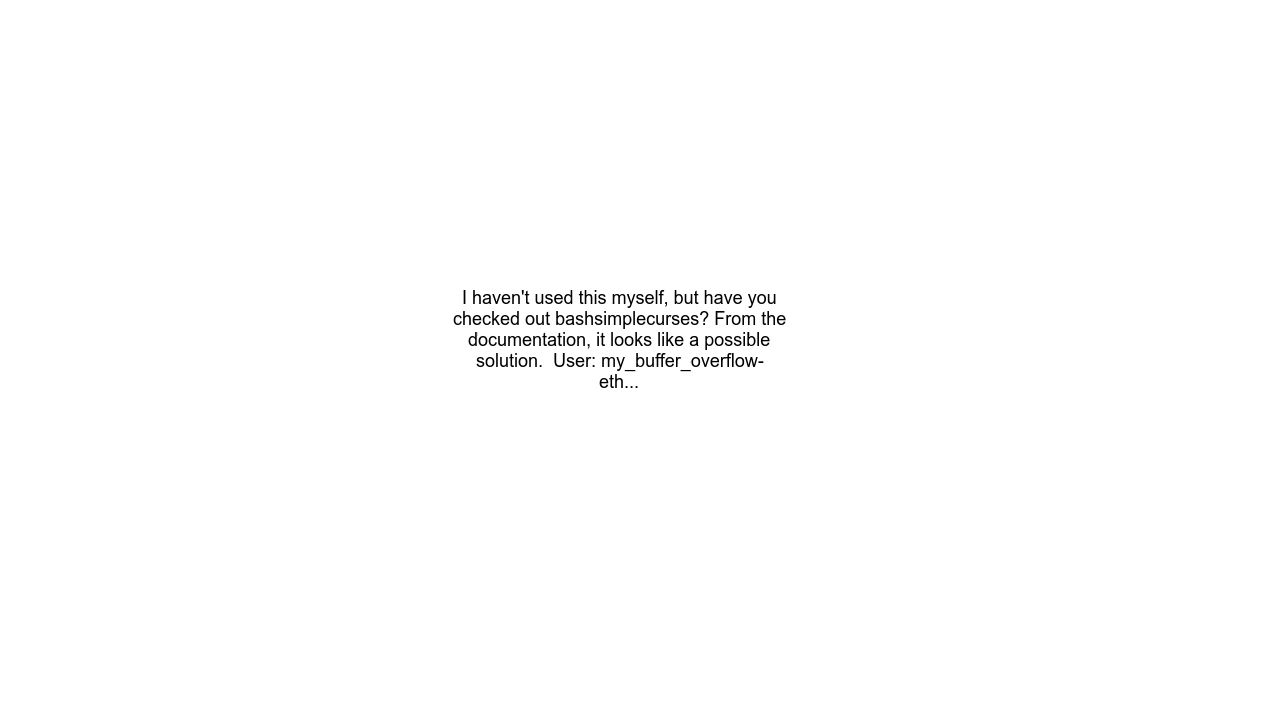 I haven't used this myself, but have you
checked out bashsimplecurses? From the
documentation, it looks like a possible
solution.  User: my_buffer_overflow-
eth...